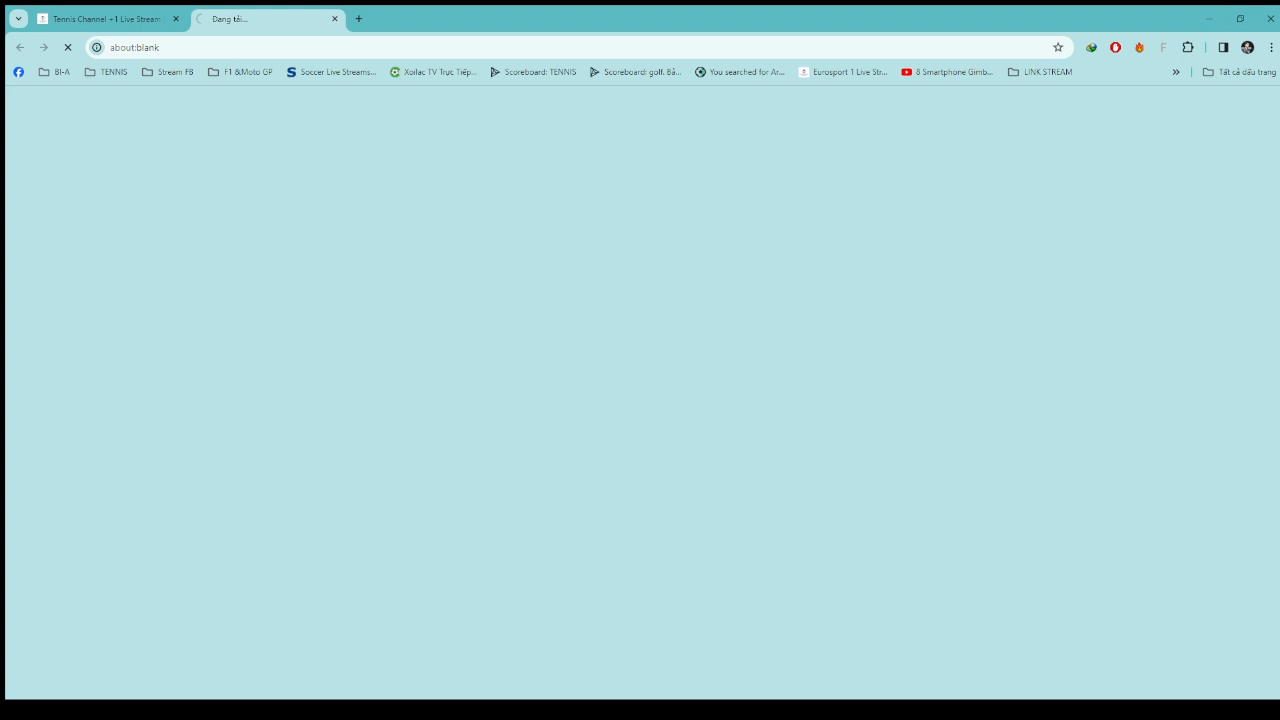 Tennis Channel +1 Live Stream
Đang tải...
about:blank
BI-A
TENNIS
Stream FB
F1 &Moto GP
Soccer Live Streams...
Xoilac TV Trực Tiếp...
Scoreboard: TENNIS
Scoreboard: golf. Bả...
You searched for Ar...
Eurosport 1 Live Str...
8 Smartphone Gimb...
LINK STREAM
Tất cả dấu trang